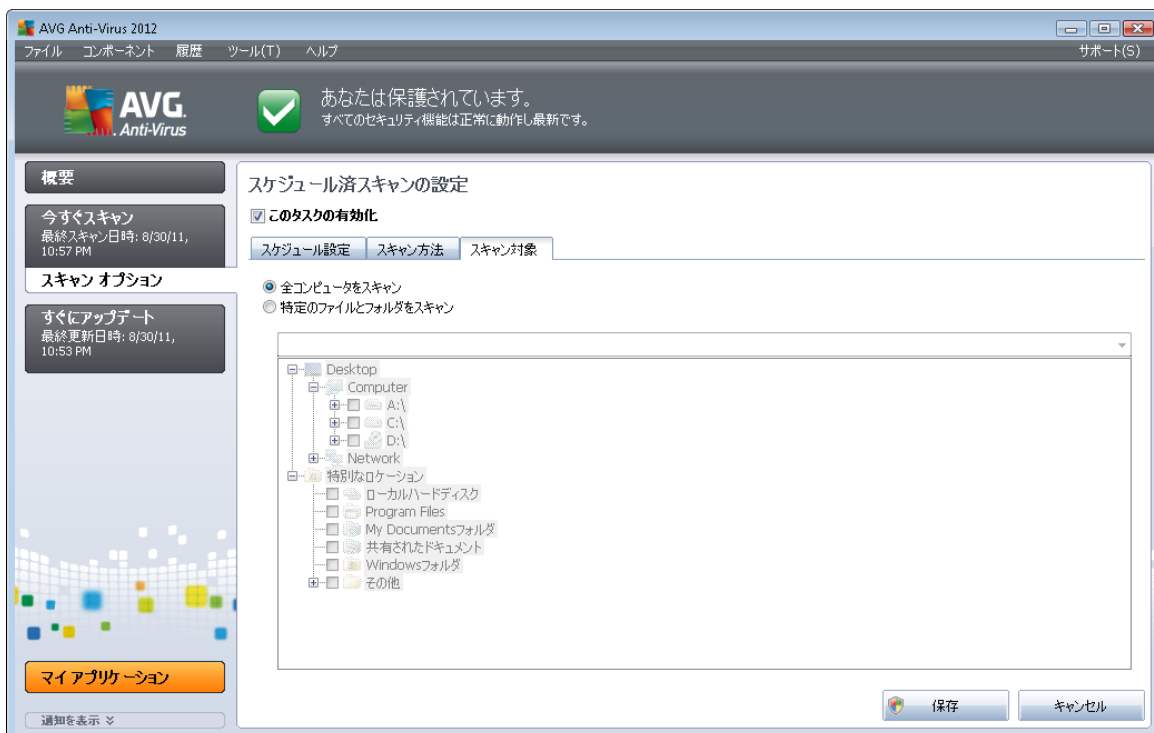 AVG Anti-Virus 2012
ファイル コンポーネント 履歴 ツール(T) ヘルプ サポート(S)
AVG.
Anti-Virus
あなたは保護されています。
すべてのセキュリティ機能は正常に動作し最新です。
概要
今すぐスキャン
最終スキャン日時: 8/30/11,
10:57 PM
スキャン オプション
すぐにアップデート
最終更新日時: 8/30/11,
10:53 PM
マイ アプリケーション
通知を表示
スケジュール済スキャンの設定
このタスクの有効化
スケジュール設定 スキャン方法 スキャン対象
全コンピュータをスキャン
特定のファイルとフォルダをスキャン
Desktop
Computer
A:\
C:\
D:\
Network
特別なロケーション
ローカルハードディスク
Program Files
My Documentsフォルダ
共有されたドキュメント
Windowsフォルダ
その他
保存 キャンセル